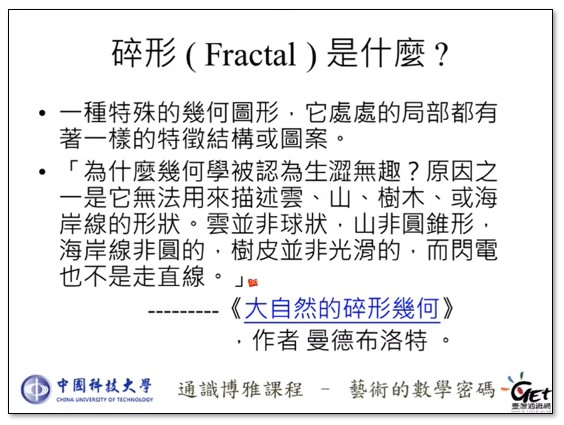 碎形 ( Fractal ) 是什麼 ?
• 一種特殊的幾何圖形，它處處的局部都有
著一樣的特徵結構或圖案。
• 「為什麼幾何學被認為生澀無趣？原因之
一是它無法用來描述雲、山、樹木、或海
岸線的形狀。雲並非球狀，山非圓錐形，
海岸線非圓的，樹皮並非光滑的，而閃電
也不是走直線。」
---------《大自然的碎形幾何》
，作者 曼德布洛特 。
中國科技大學
CHINA UNIVERSITY OF TECHNOLOGY
通識博雅課程 – 藝術的數學密碼
GET
臺灣通識網